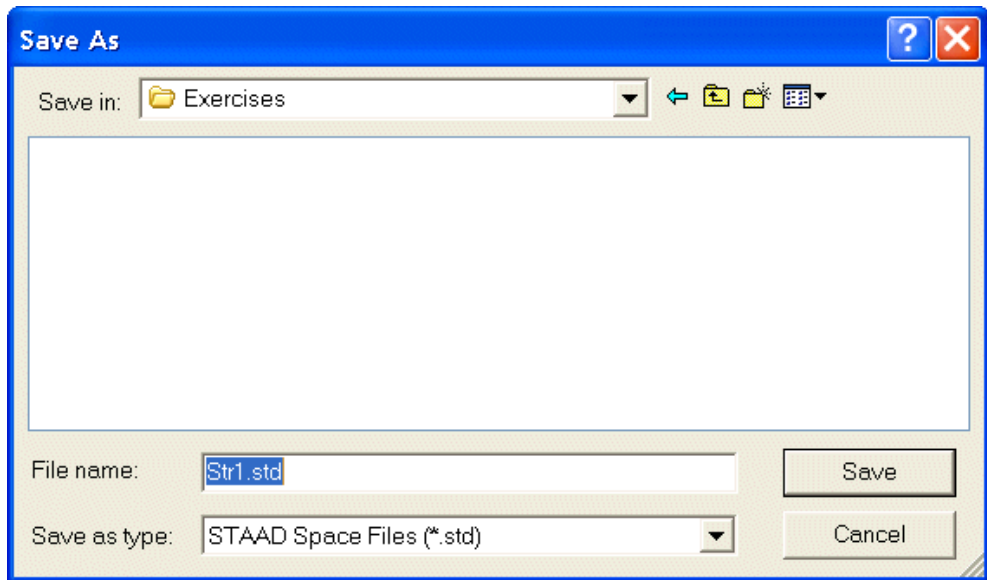 Save As
Save in: Exercises
File name: Str1.std Save
Save as type: STAAD Space Files (*.std) Cancel